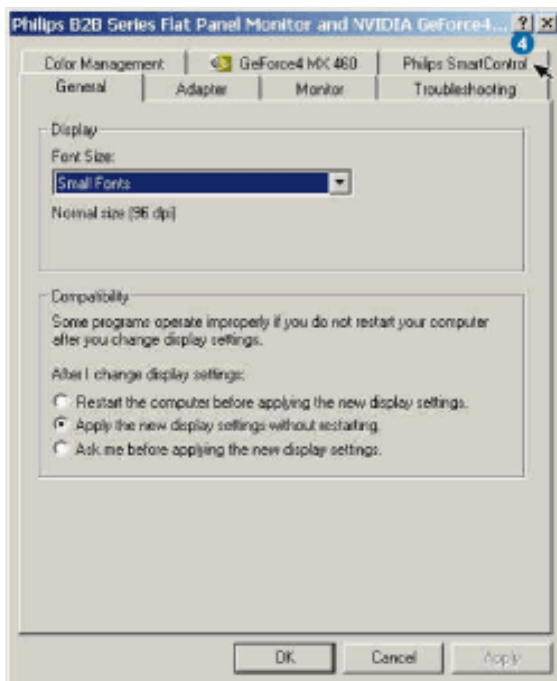 Philips B2B Series Flat Panel Monitor and NVIDIA GeForce4...
4
Color Management
GeForce4 MX 460
Philips SmartControl
General
Adapter
Monitor
Troubleshooting
Display
Font Size:
Small Fonts
Normal size (96 dpi)
Compatibility
Some programs operate improperly if you do not restart your computer
after you change display settings.
After I change display settings:
Restart the computer before applying the new display settings.
Apply the new display settings without restarting.
Ask me before applying the new display settings.
OK
Cancel
Apply